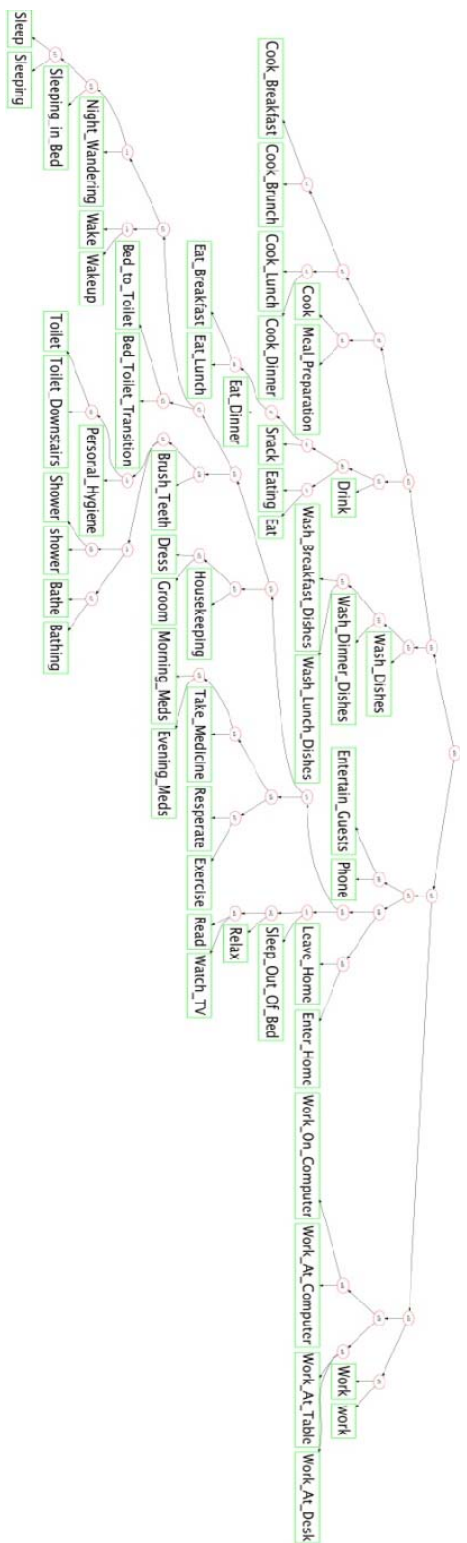 Cook_Breakfast
Cook_Brunch
Cook_Lunch
Cook_Dinner
Cook
Meal_Preparation
Eat_Breakfast
Eat_Lunch
Eat_Dinner
Snack
Eating
Eat
Drink
Wash_Breakfast_Dishes
Wash_Lunch_Dishes
Wash_Dinner_Dishes
Wash_Dishes
Entertain_Guests
Phone
Sleep
Sleeping
Sleeping_in_Bed
Night_Wandering
Wake
Wakeup
Bed_to_Toilet
Bed_Toilet_Transition
Toilet
Toilet_Downstairs
Personal_Hygiene
Shower
shower
Bathe
Bathing
Brush_Teeth
Dress
Groom
Housekeeping
Morning_Meds
Evening_Meds
Take_Medicine
Resperate
Exercise
Read
Watch_TV
Relax
Sleep_Out_Of_Bed
Leave_Home
Enter_Home
Work_On_Computer
Work_At_Computer
Work_At_Table
Work_At_Desk
Work
work